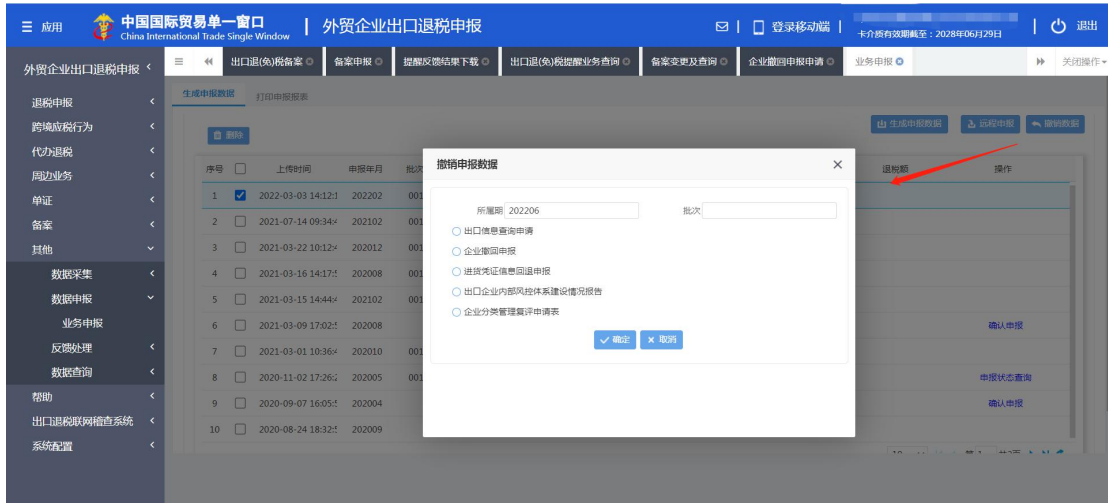 应用
中国国际贸易单一窗口
China International Trade Single Window
外贸企业出口退税申报
登录移动端
卡介质有效期截至：2028年06月29日
退出
外贸企业出口退税申报
出口退(免)税备案
备案申报
提醒反馈结果下载
出口退(免)税提醒业务查询
备案变更及查询
企业撤回申报申请
业务申报
关闭操作
退税申报
跨境应税行为
代办退税
周边业务
单证
备案
其他
数据采集
数据申报
业务申报
反馈处理
数据查询
帮助
出口退税联网稽查系统
系统配置
生成申报数据
打印申报报表
删除
生成申报数据
远程申报
撤销数据
序号 上传时间 申报年月 批次 退税额 操作
1 2022-03-03 14:12:1 202202 001
2 2021-07-14 09:34:4 202102 001
3 2021-03-22 10:12:4 202012 001
4 2021-03-16 14:17:5 202008 001
5 2021-03-15 14:44:4 202102 001
6 2021-03-09 17:02:5 202008 确认申报
7 2021-03-01 10:36:4 202010 001
8 2020-11-02 17:26:2 202005 001 申报状态查询
9 2020-09-07 16:05:5 202004 确认申报
10 2020-08-24 18:32:5 202009
撤销申报数据
所属期 202206 批次
出口信息查询申请
企业撤回申报
进货凭证信息回退申报
出口企业内部风控体系建设情况报告
企业分类管理复评申请表
确定
取消